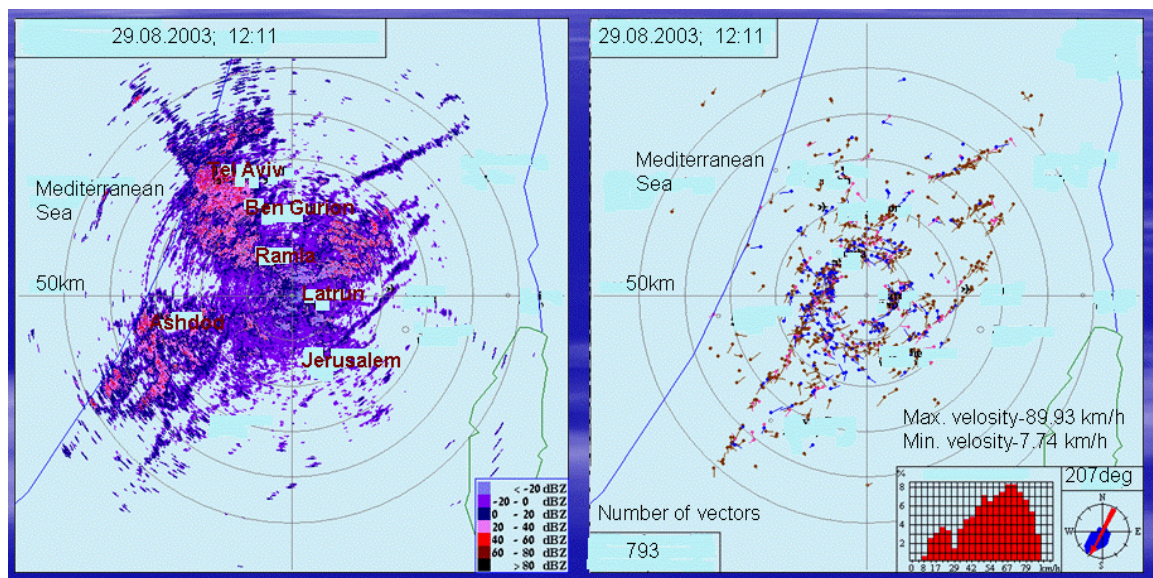 29.08.2003; 12:11
Tel Aviv
Mediterranean
Sea
Ben Gurion
Ramla
50km
Latrun
Ashdod
Jerusalem
< -20 dBZ
-20 - 0 dBZ
0 - 20 dBZ
20 - 40 dBZ
40 - 60 dBZ
60 - 80 dBZ
>80 dBZ
29.08.2003; 12:11
Mediterranean
Sea
50km
Max. velosity-89.93 km/h
Min. velosity-7.74 km/h
Number of vectors
793
%
8
6
4
2
0 8 17 29 42 54 67 79 km/h
207deg
N
W E
S